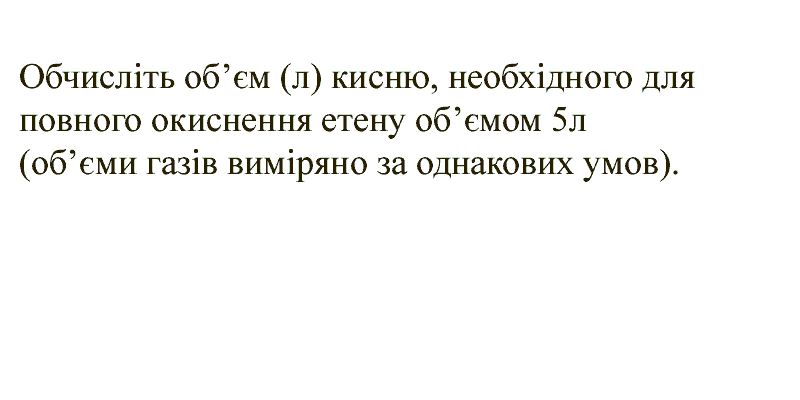 Обчисліть об’єм (л) кисню, необхідного для
повного окиснення етену об’ємом 5л
(об’єми газів виміряно за однакових умов).